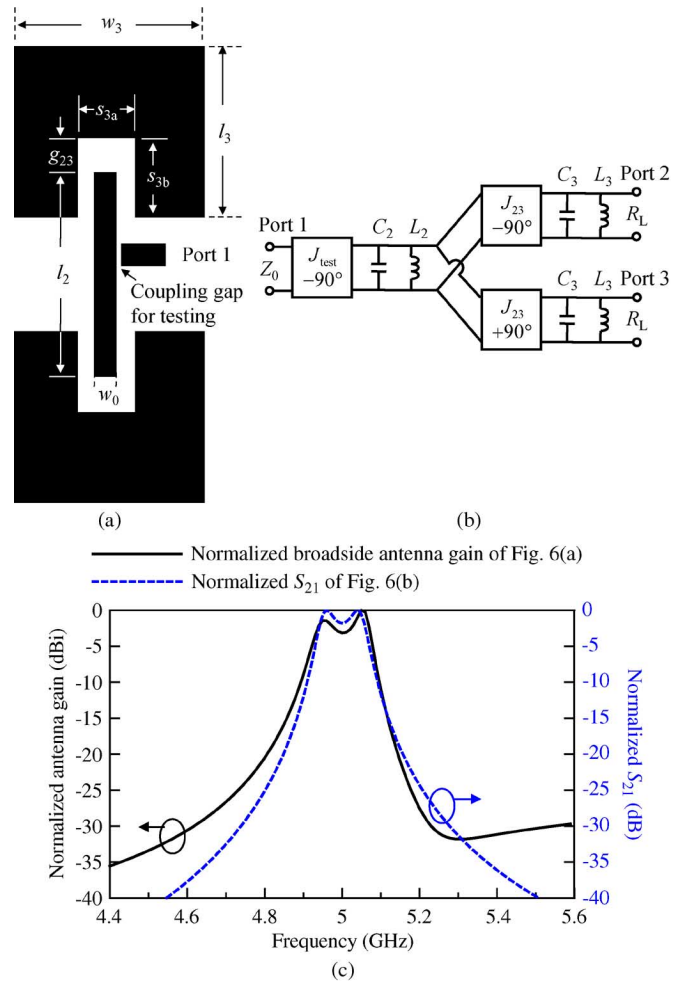 w3
s3a
g23
s3b
l3
l2
Port 1
Coupling gap
for testing
w0
(a)
Port 1
Z0
Jtest
−90°
C2
L2
J23
−90°
C3
L3
Port 2
RL
J23
+90°
C3
L3
Port 3
RL
(b)
Normalized broadside antenna gain of Fig. 6(a)
Normalized S21 of Fig. 6(b)
Normalized antenna gain (dBi)
0
-5
-10
-15
-20
-25
-30
-35
-40
0
-5
-10
-15
-20
-25
-30
-35
-40
Normalized S21 (dB)
4.4
4.6
4.8
5
5.2
5.4
5.6
Frequency (GHz)
(c)